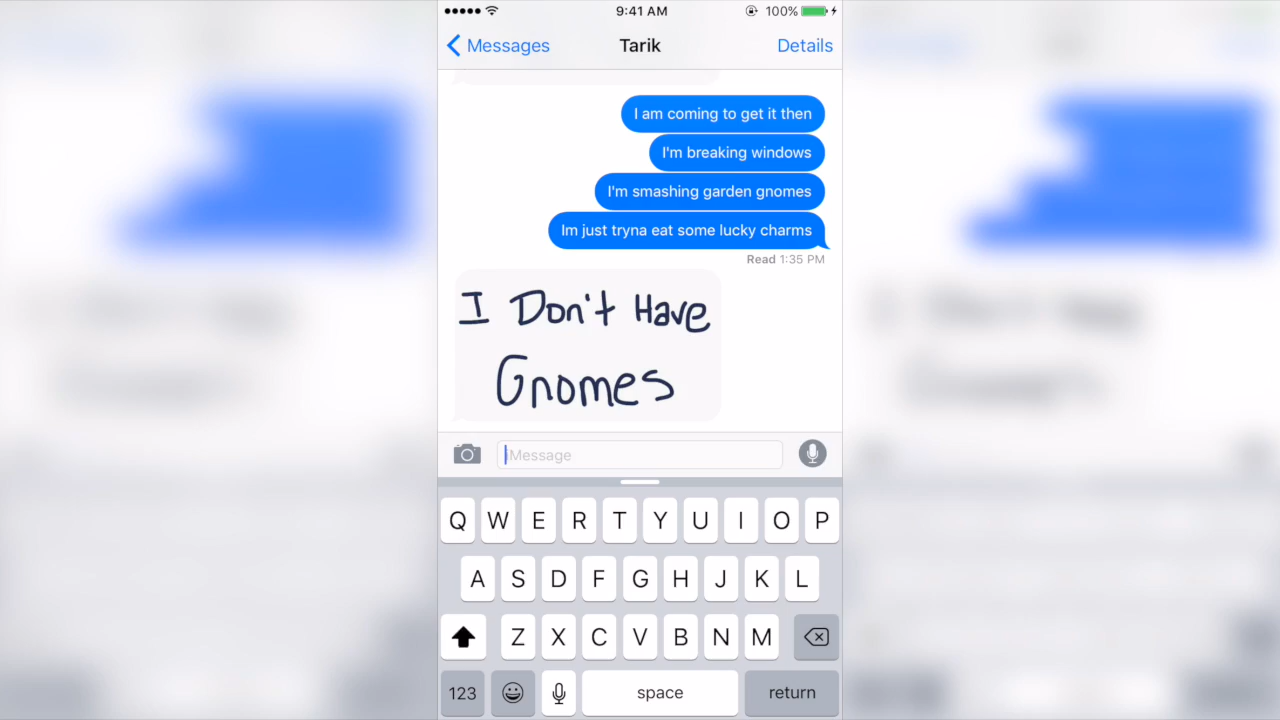 9:41 AM
100%
Messages
Tarik
Details
I am coming to get it then
I'm breaking windows
I'm smashing garden gnomes
Im just tryna eat some lucky charms
Read 1:35 PM
I Don't Have
Gnomes
iMessage
Q W E R T Y U I O P
A S D F G H J K L
Z X C V B N M
123 space return